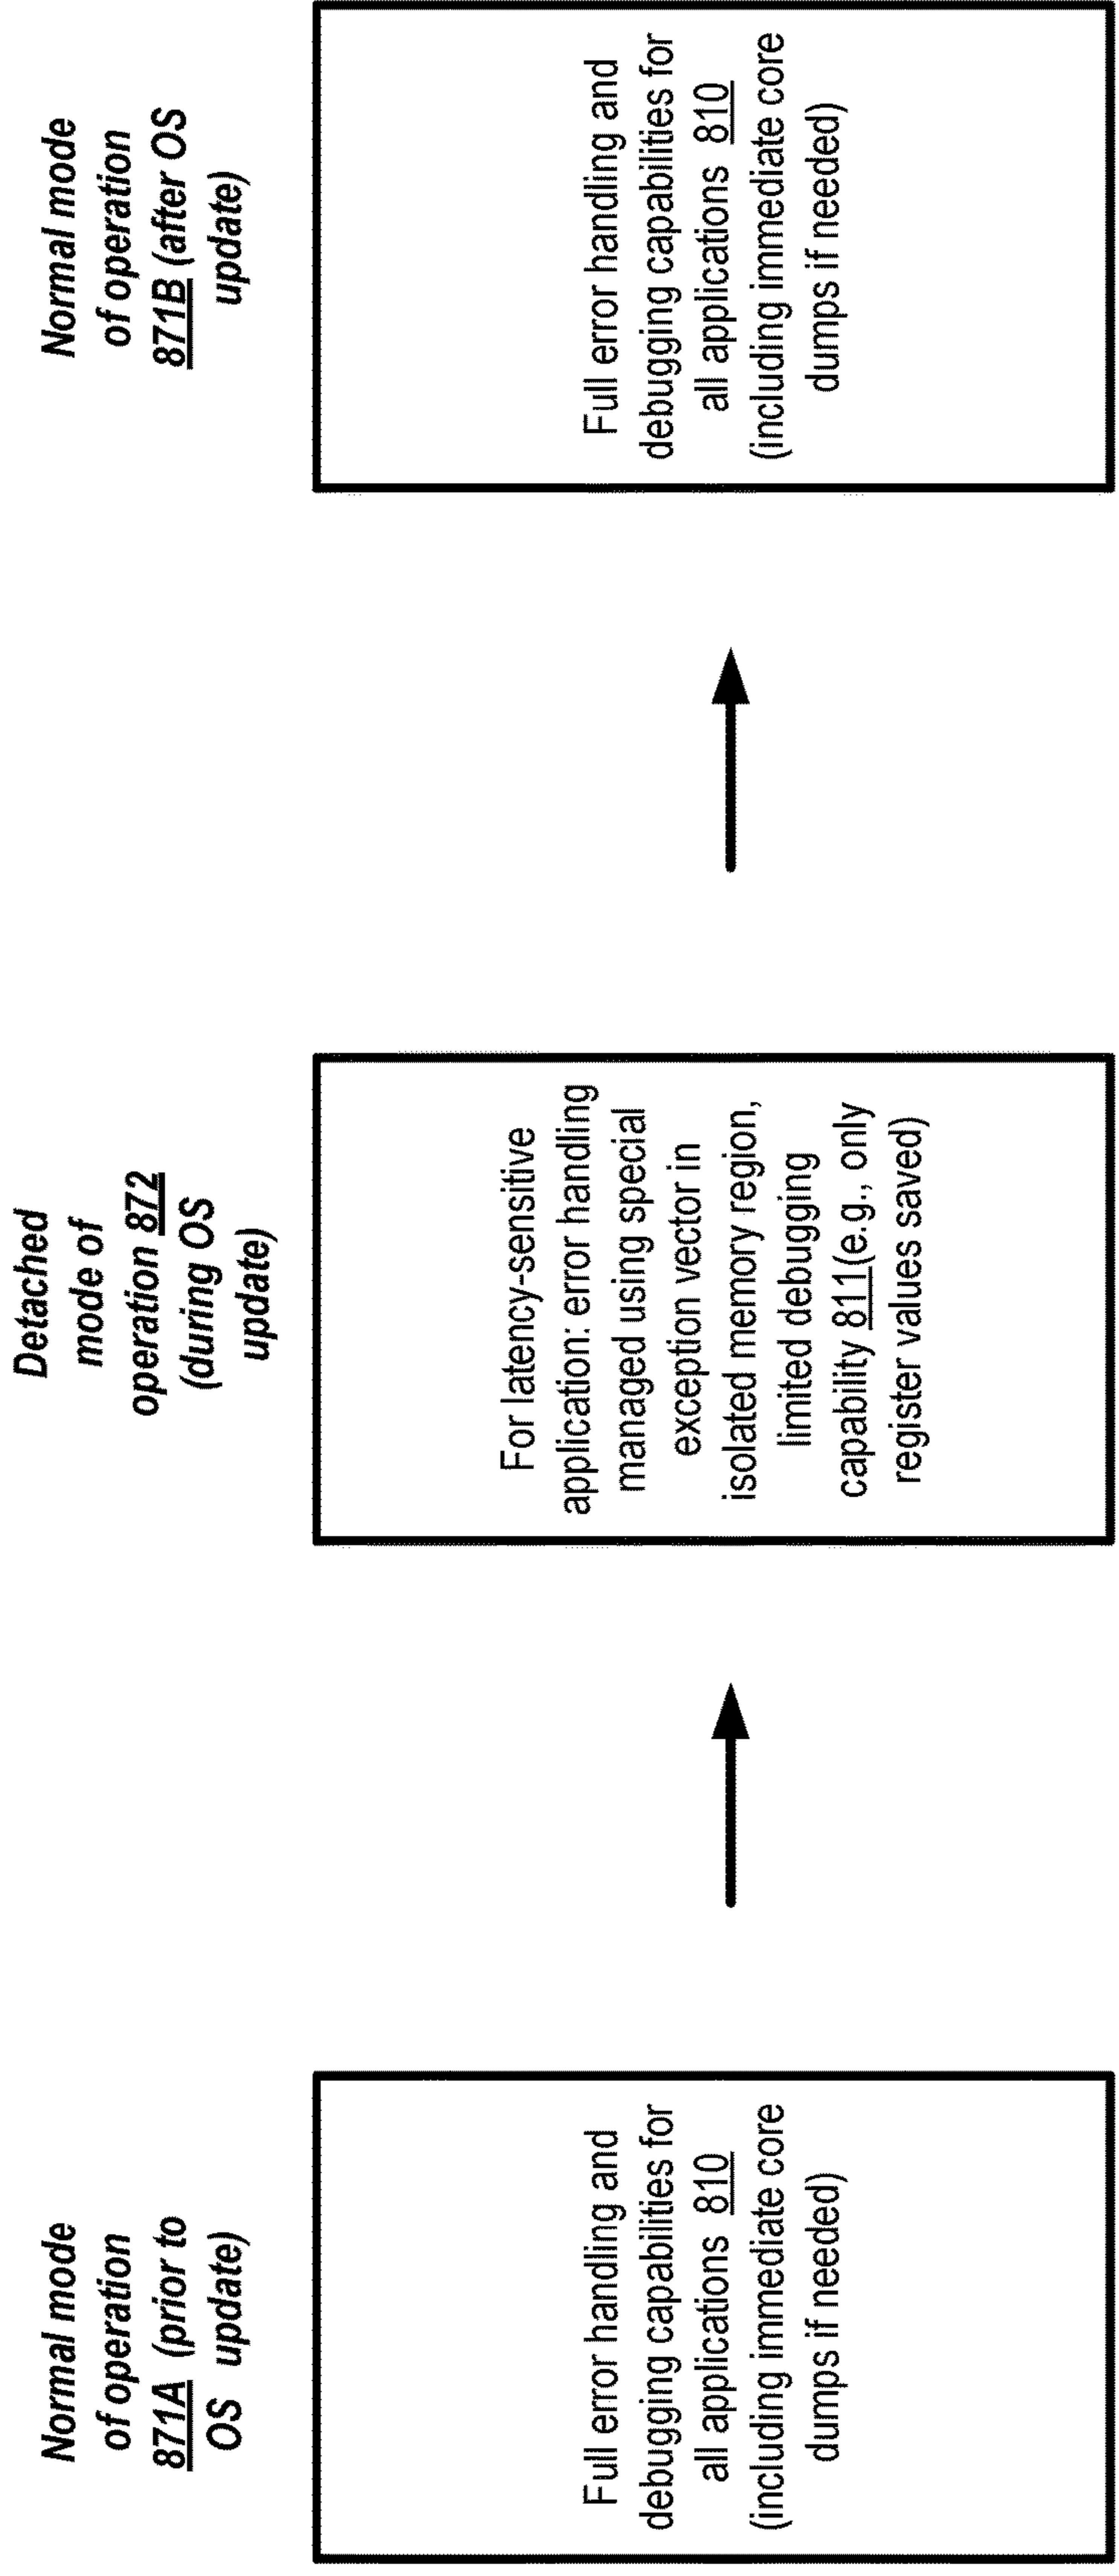 Normal mode
of operation
871A (prior to
OS update)
Full error handling and
debugging capabilities for
all applications 810
(including immediate core
dumps if needed)
Detached
mode of
operation 872
(during OS
update)
For latency-sensitive
application: error handling
managed using special
exception vector in
isolated memory region,
limited debugging
capability 811(e.g., only
register values saved)
Normal mode
of operation
871B (after OS
update)
Full error handling and
debugging capabilities for
all applications 810
(including immediate core
dumps if needed)